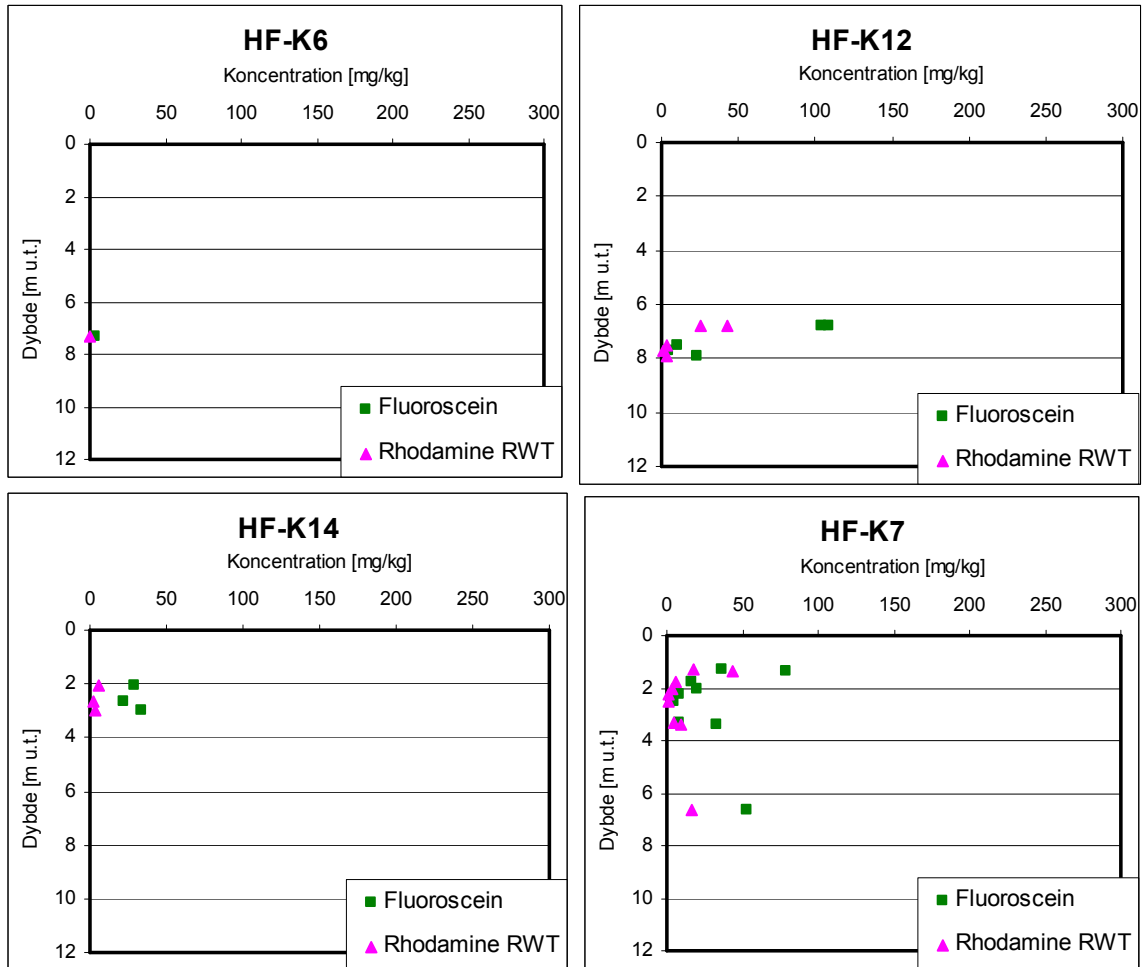 HF-K6
Koncentration [mg/kg]
0 50 100 150 200 250 300
0
2
4
6
8
10
12
Dybde [m u.t.]
Fluoroscein
Rhodamine RWT
HF-K12
Koncentration [mg/kg]
0 50 100 150 200 250 300
0
2
4
6
8
10
12
Dybde [m u.t.]
Fluoroscein
Rhodamine RWT
HF-K14
Koncentration [mg/kg]
0 50 100 150 200 250 300
0
2
4
6
8
10
12
Dybde [m u.t.]
Fluoroscein
Rhodamine RWT
HF-K7
Koncentration [mg/kg]
0 50 100 150 200 250 300
0
2
4
6
8
10
12
Dybde [m u.t.]
Fluoroscein
Rhodamine RWT